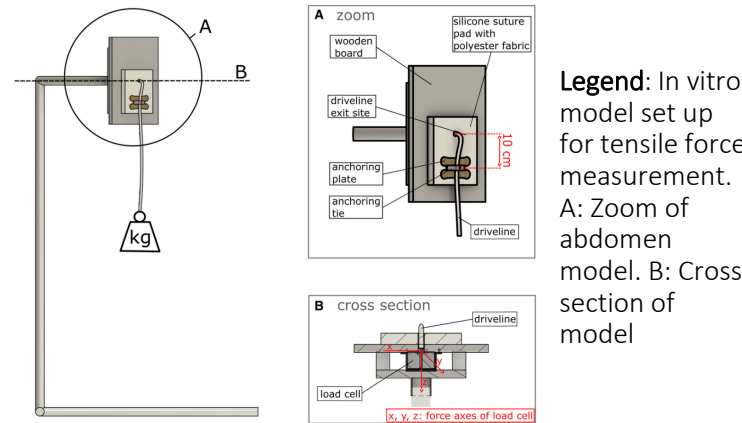 A
B
kg
A zoom
wooden
board
silicone suture
pad with
polyester fabric
driveline
exit site
10 cm
anchoring
plate
anchoring
tie
driveline
B cross section
driveline
x
y
z
load cell
x, y, z: force axes of load cell
Legend: In vitro
model set up
for tensile force
measurement.
A: Zoom of
abdomen
model. B: Cross
section of
model